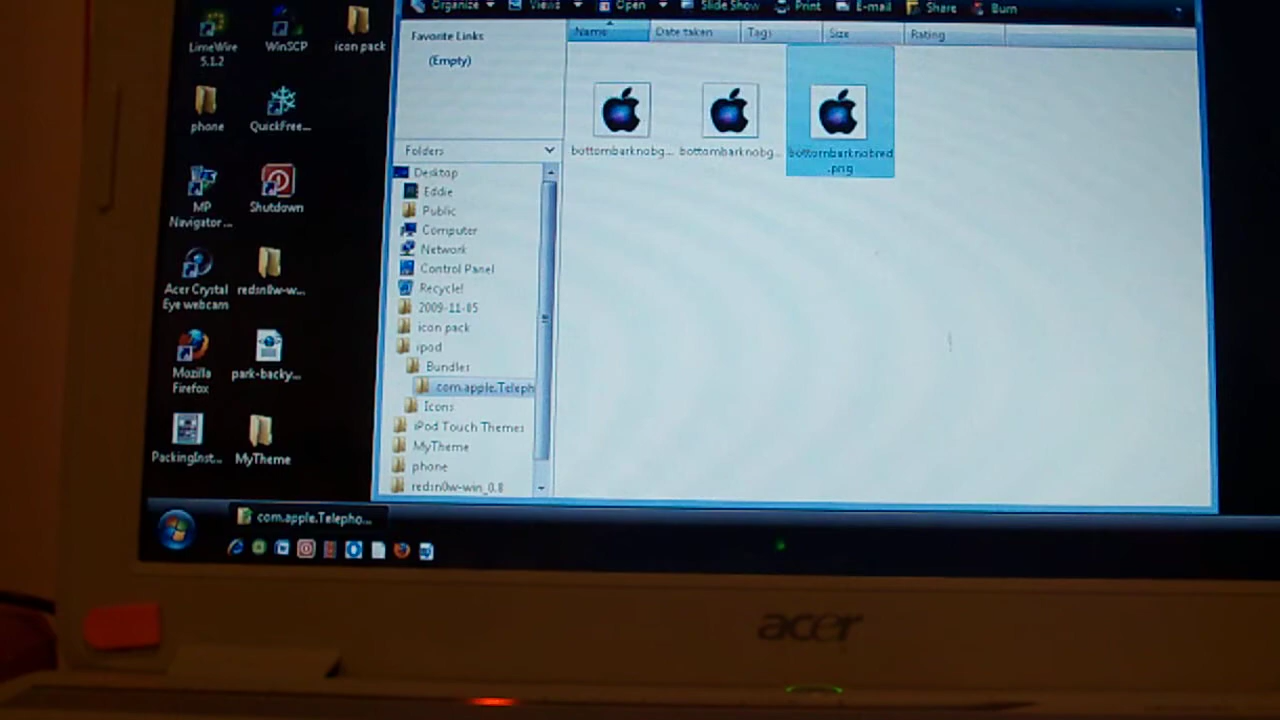 Organize
Views
Open
Slide Show
Print
E-mail
Share
Burn
LimeWire
5.1.2
WinSCP
icon pack
phone
QuickFree...
MP
Navigator ...
Shutdown
Acer Crystal
Eye webcam
redsn0w-w...
Mozilla
Firefox
park-backy...
PackingInst...
MyTheme
Favorite Links
(Empty)
Folders
Desktop
Eddie
Public
Computer
Network
Control Panel
Recycle!
2009-11-05
icon pack
ipod
Bundles
com.apple.Teleph
Icons
iPod Touch Themes
MyTheme
phone
redsn0w-win_0.8
Name
Date taken
Tags
Size
Rating
bottombarknobg...
bottombarknobg...
bottombarknobred
.png
com.apple.Telepho...
acer